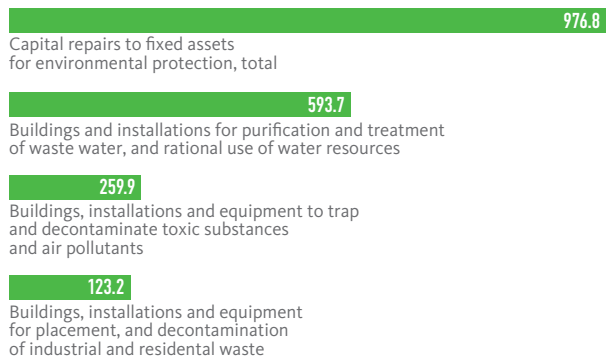 976.8
Capital repairs to fixed assets
for environmental protection, total
593.7
Buildings and installations for purification and treatment
of waste water, and rational use of water resources
259.9
Buildings, installations and equipment to trap
and decontaminate toxic substances
and air pollutants
123.2
Buildings, installations and equipment
for placement, and decontamination
of industrial and residental waste